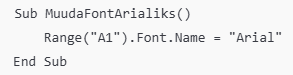 Sub MuudaFontArialiks()
    Range("A1").Font.Name = "Arial"
End Sub